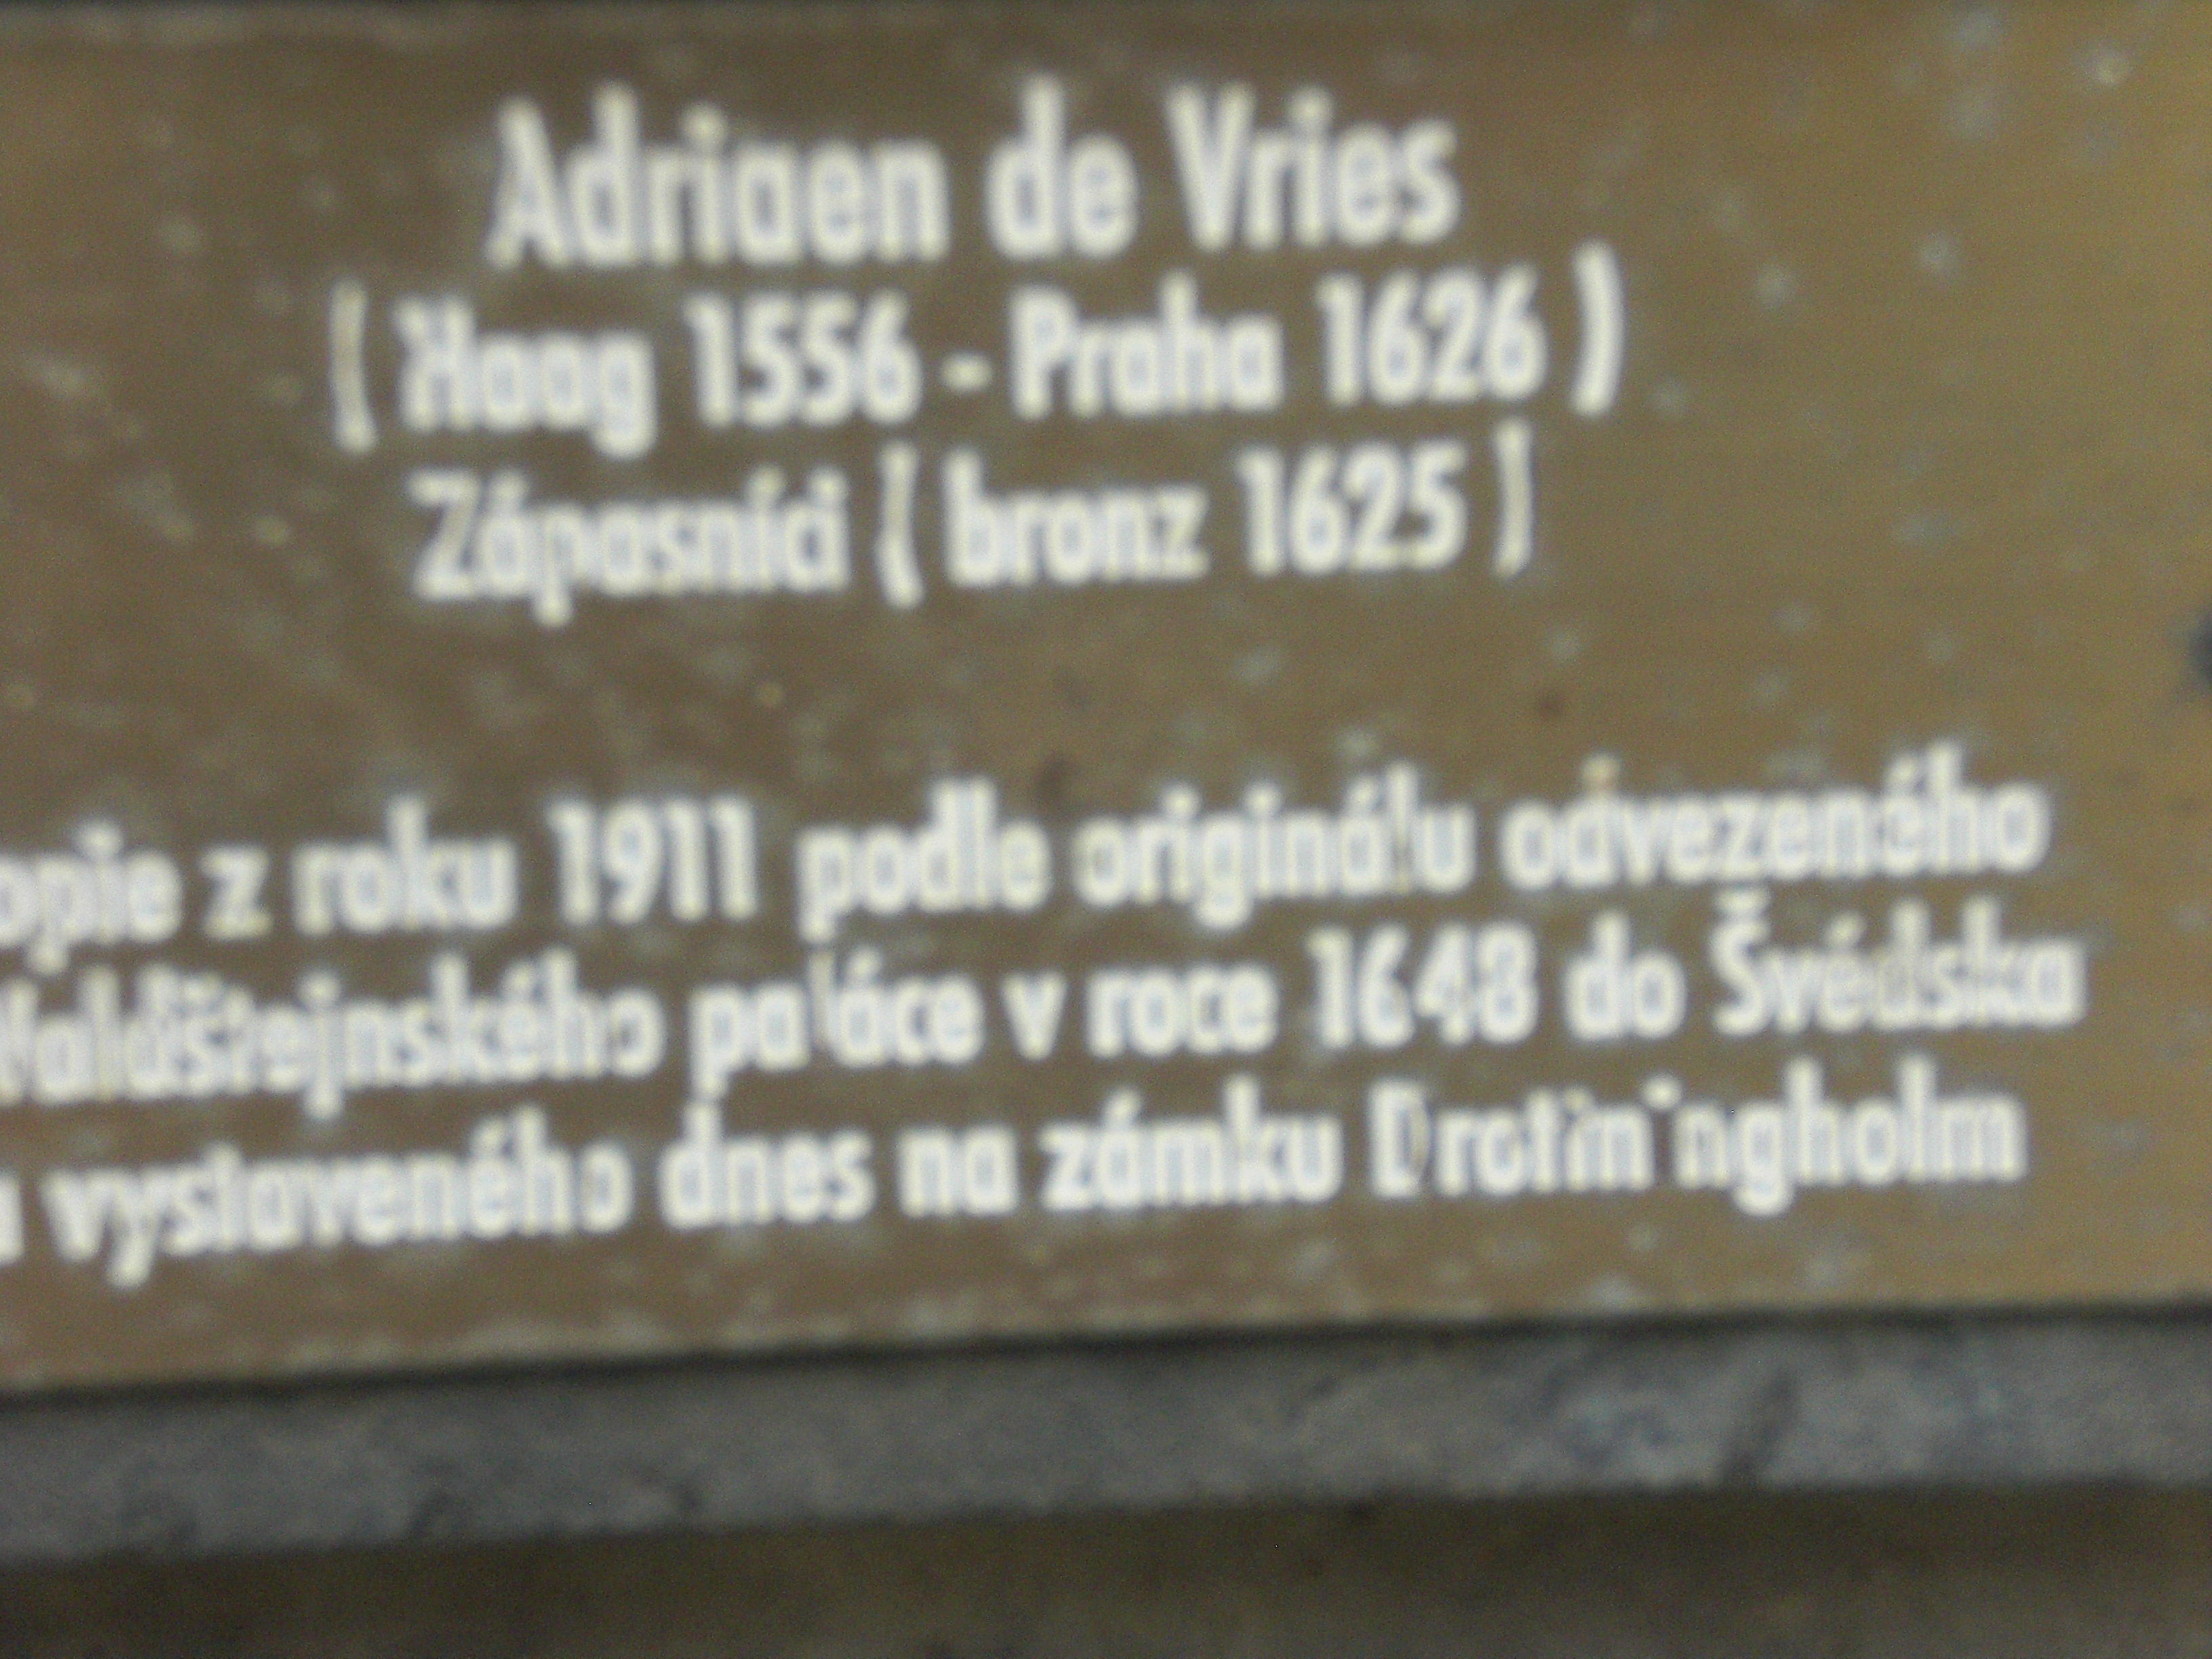 Adriaen de Vries
( Haag 1556 - Praha 1626 )
Zápasníci ( bronz 1625 )
opie z roku 1911 podle originálu odvezeného
Valdštejnského paláce v roce 1648 do Švédska
a vystaveného dnes na zámku Drotiningholm